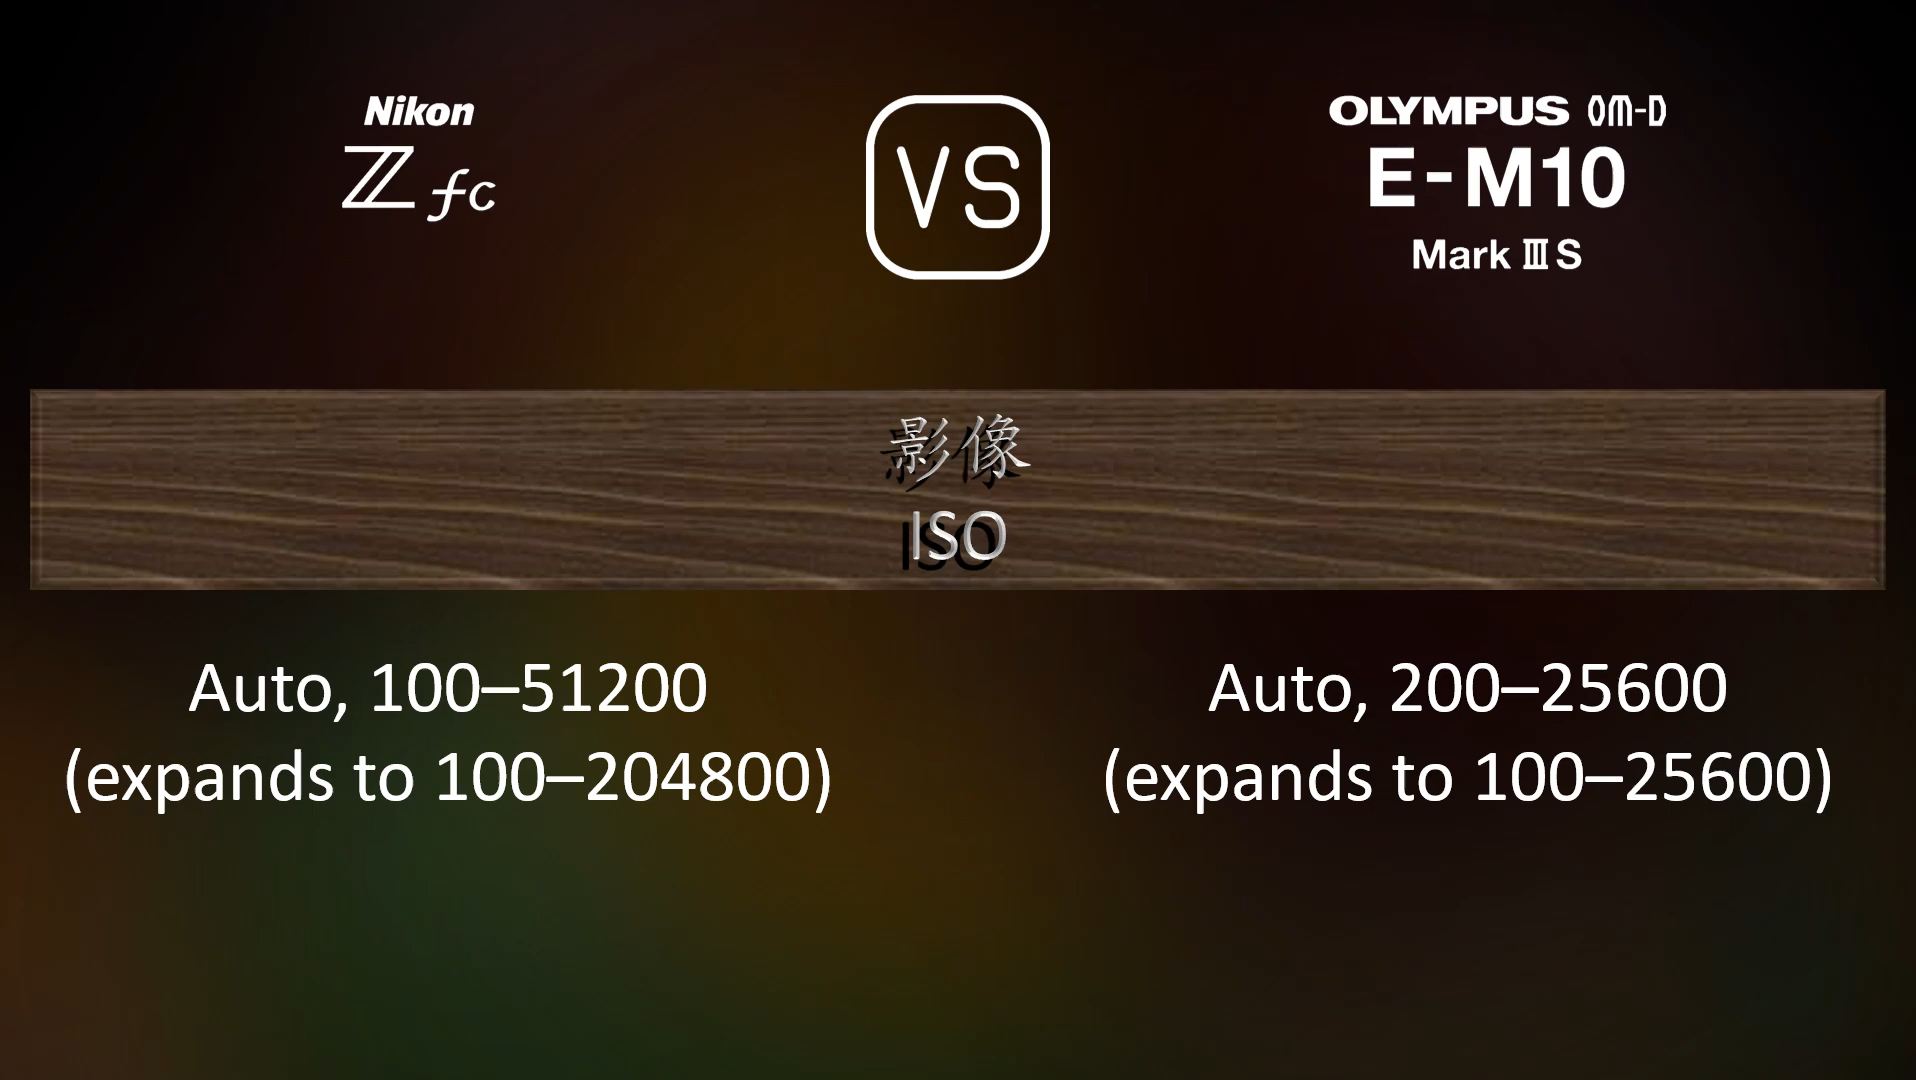 Nikon
Z fc
VS
OLYMPUS OM-D
E-M10
Mark III S
影像
ISO
Auto, 100–51200
(expands to 100–204800)
Auto, 200–25600
(expands to 100–25600)